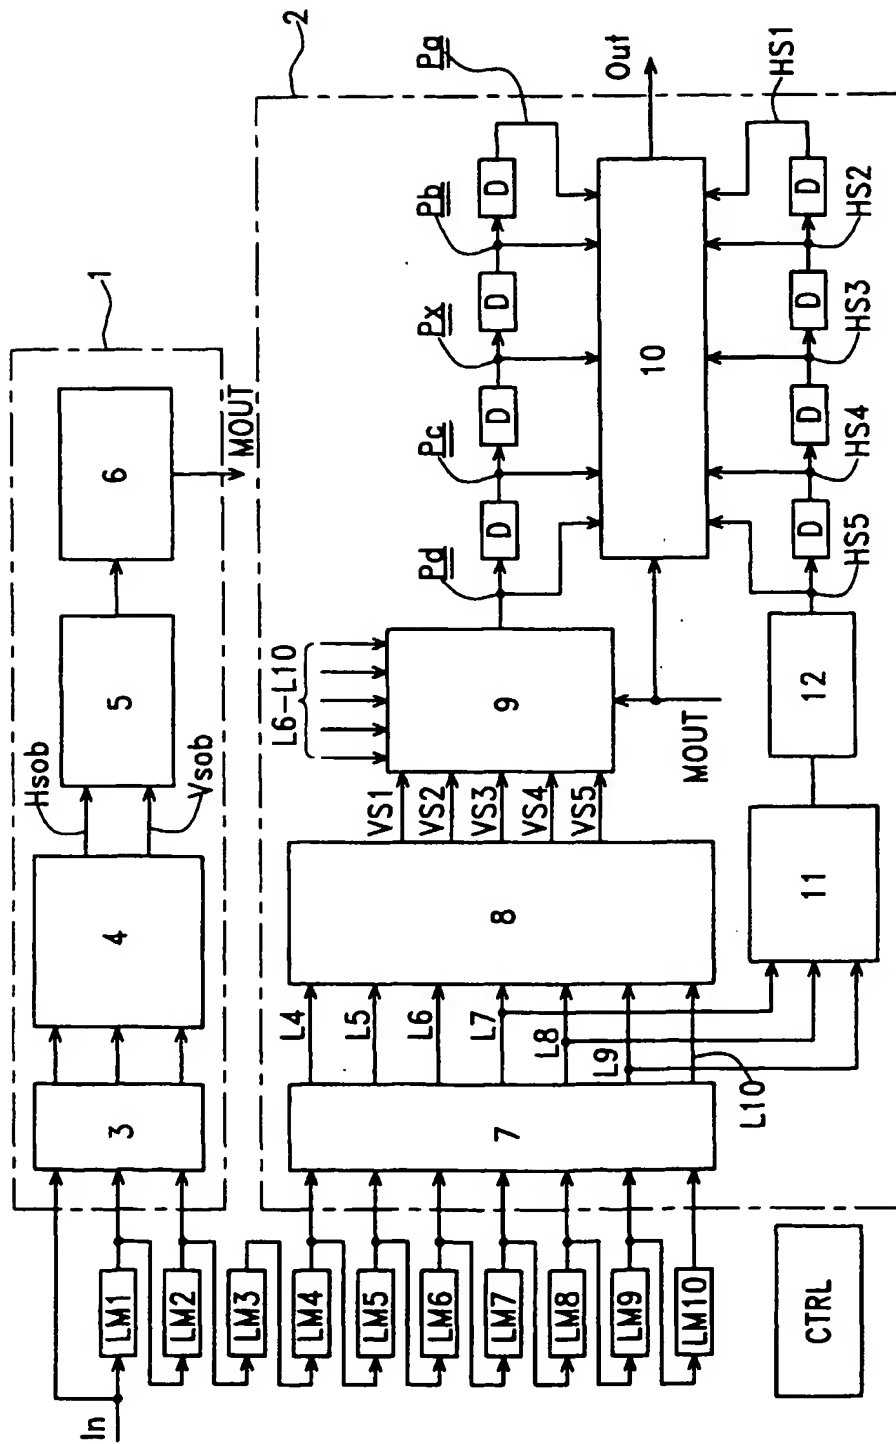 In
LM1
LM2
LM3
LM4
LM5
LM6
LM7
LM8
LM9
LM10
CTRL
1
3
4
Hsob
Vsob
5
6
MOUT
2
7
L4
L5
L6
L7
L8
L9
L10
8
VS1
VS2
VS3
VS4
VS5
L6-L10
9
MOUT
11
12
Pd
Pc
Px
Pb
Pa
D
D
D
D
10
Out
D
D
D
D
HS5
HS4
HS3
HS2
HS1